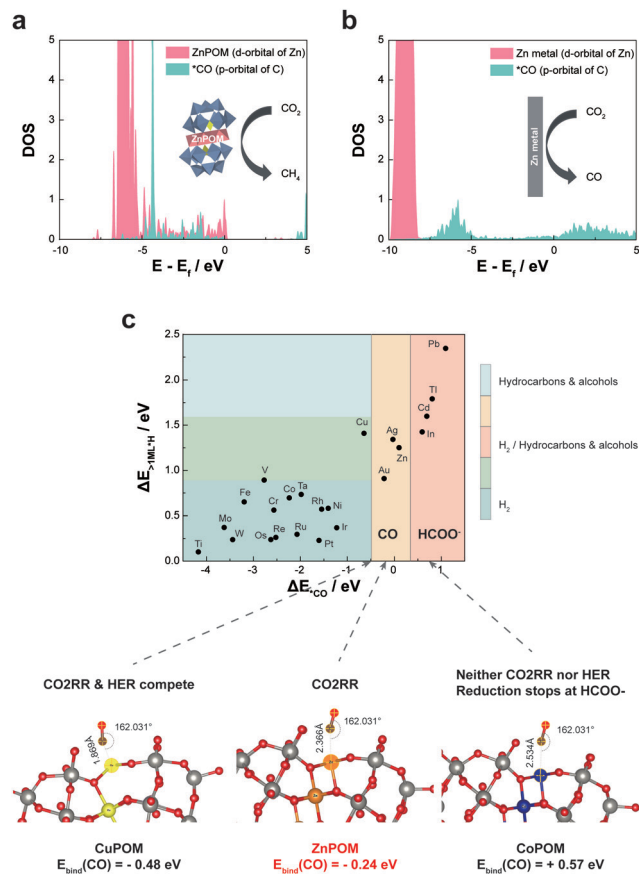 a
5
4
3
2
1
0
DOS
ZnPOM (d-orbital of Zn)
*CO (p-orbital of C)
ZnPOM
CO₂
CH₄
-10
-5
0
5
E - E_f / eV
b
5
4
3
2
1
0
DOS
Zn metal (d-orbital of Zn)
*CO (p-orbital of C)
Zn metal
CO₂
CO
-10
-5
0
5
E - E_f / eV
c
2.5
2.0
1.5
1.0
0.5
0.0
ΔE_>1ML*H / eV
Pb
Tl
Cd
In
Cu
Ag
Zn
Au
V
Fe
Co
Ta
Cr
Rh
Ni
Mo
W
Os
Re
Ru
Ir
Pt
Ti
CO
HCOO⁻
-4
-3
-2
-1
0
1
ΔE_*CO / eV
Hydrocarbons & alcohols
H₂ / Hydrocarbons & alcohols
H₂
CO2RR & HER compete
1.869Å
162.031°
CuPOM
E_bind(CO) = - 0.48 eV
CO2RR
2.366Å
162.031°
ZnPOM
E_bind(CO) = - 0.24 eV
Neither CO2RR nor HER
Reduction stops at HCOO-
2.534Å
162.031°
CoPOM
E_bind(CO) = + 0.57 eV